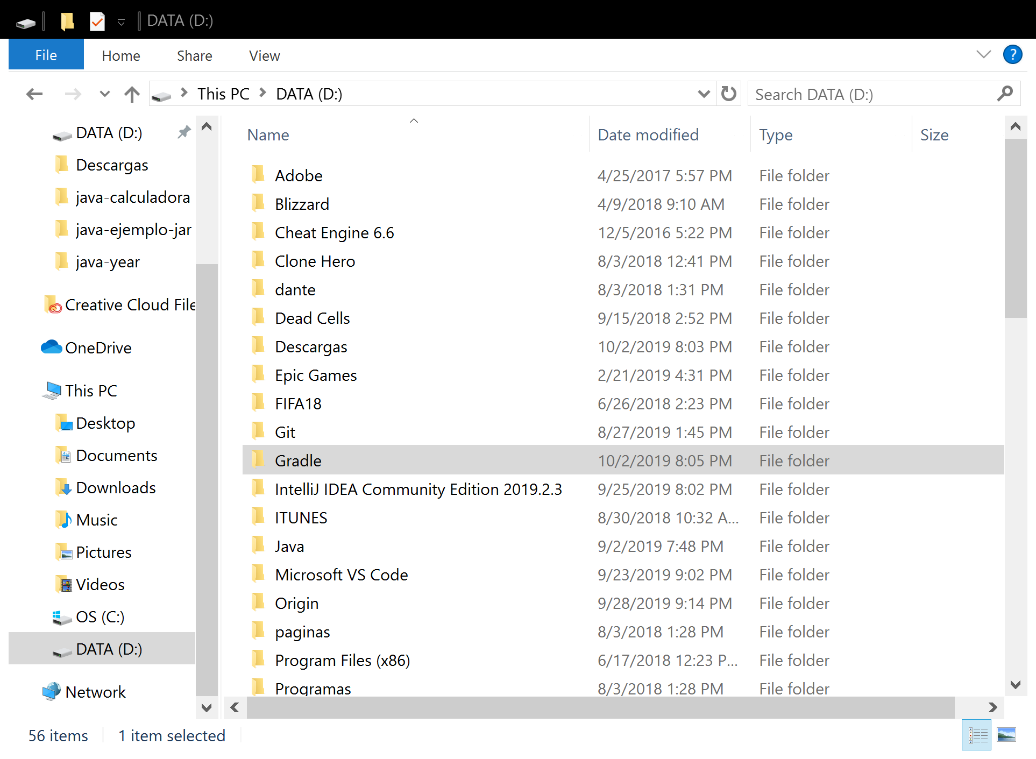 DATA (D:)
File Home Share View ?
This PC > DATA (D:) Search DATA (D:)
DATA (D:)
Descargas
java-calculadora
java-ejemplo-jar
java-year
Creative Cloud File
OneDrive
This PC
Desktop
Documents
Downloads
Music
Pictures
Videos
OS (C:)
DATA (D:)
Network
Name Date modified Type Size
Adobe 4/25/2017 5:57 PM File folder
Blizzard 4/9/2018 9:10 AM File folder
Cheat Engine 6.6 12/5/2016 5:22 PM File folder
Clone Hero 8/3/2018 12:41 PM File folder
dante 8/3/2018 1:31 PM File folder
Dead Cells 9/15/2018 2:52 PM File folder
Descargas 10/2/2019 8:03 PM File folder
Epic Games 2/21/2019 4:31 PM File folder
FIFA18 6/26/2018 2:23 PM File folder
Git 8/27/2019 1:45 PM File folder
Gradle 10/2/2019 8:05 PM File folder
IntelliJ IDEA Community Edition 2019.2.3 9/25/2019 8:02 PM File folder
ITUNES 8/30/2018 10:32 A... File folder
Java 9/2/2019 7:48 PM File folder
Microsoft VS Code 9/23/2019 9:02 PM File folder
Origin 9/28/2019 9:14 PM File folder
paginas 8/3/2018 1:28 PM File folder
Program Files (x86) 6/17/2018 12:23 P... File folder
Programas 8/3/2018 1:28 PM File folder
56 items 1 item selected